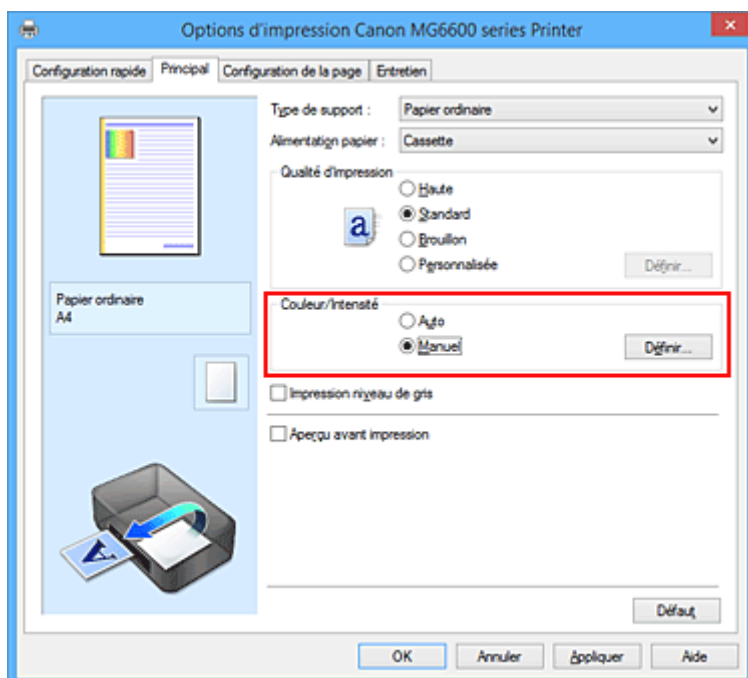 Options d'impression Canon MG6600 series Printer
Configuration rapide Principal Configuration de la page Entretien
Type de support : Papier ordinaire
Alimentation papier : Cassette
Qualité d'impression
Haute
a Standard
Brouillon
Personnalisée Définir...
Couleur/Intensité
Auto
Manuel Définir...
Papier ordinaire
A4
Impression niveau de gris
Aperçu avant impression
A
Défaut
OK Annuler Appliquer Aide